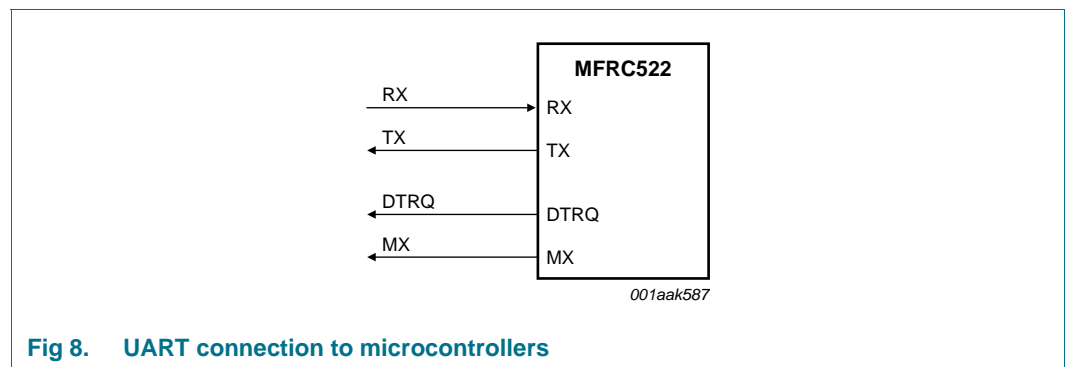 MFRC522
RX
RX
TX
TX
DTRQ
DTRQ
MX
MX
001aak587
Fig 8. UART connection to microcontrollers